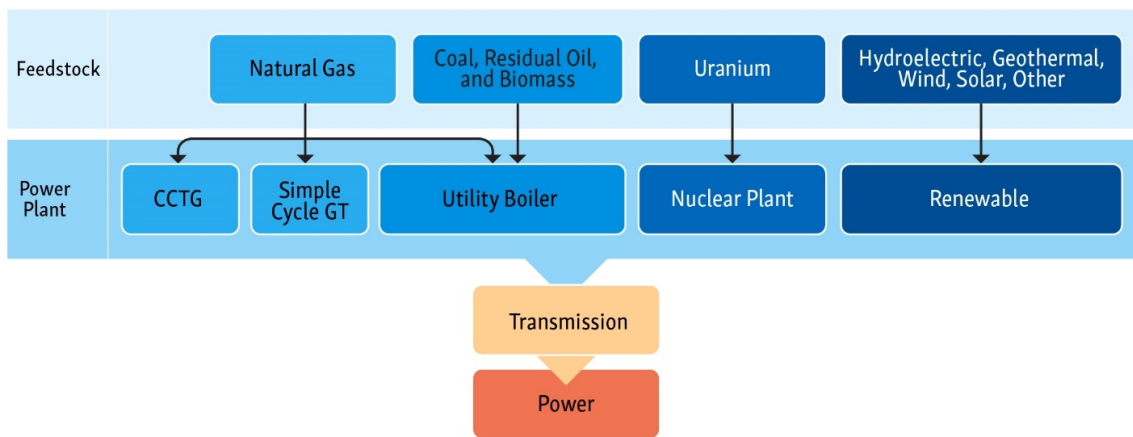 Feedstock
Natural Gas
Coal, Residual Oil,
and Biomass
Uranium
Hydroelectric, Geothermal,
Wind, Solar, Other
Power
Plant
CCTG
Simple
Cycle GT
Utility Boiler
Nuclear Plant
Renewable
Transmission
Power